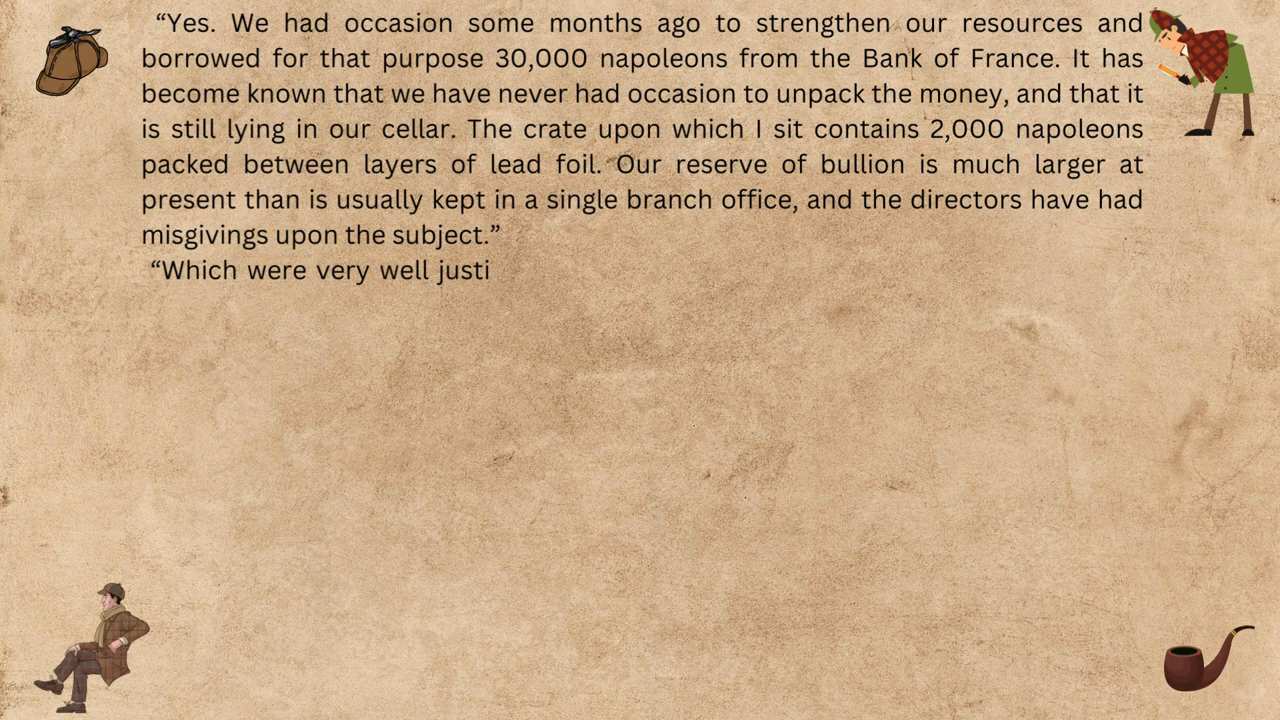 “Yes. We had occasion some months ago to strengthen our resources and
borrowed for that purpose 30,000 napoleons from the Bank of France. It has
become known that we have never had occasion to unpack the money, and that it
is still lying in our cellar. The crate upon which I sit contains 2,000 napoleons
packed between layers of lead foil. Our reserve of bullion is much larger at
present than is usually kept in a single branch office, and the directors have had
misgivings upon the subject.”
“Which were very well justi